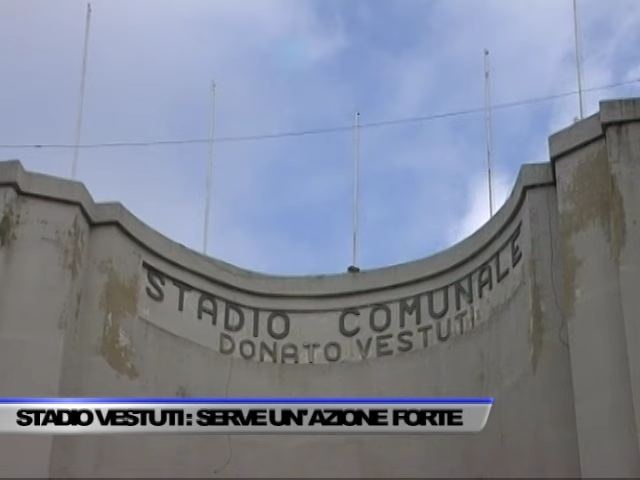 STADIO COMUNALE
DONATO VESTUTI
STADIO VESTUTI: SERVE UN'AZIONE FORTE